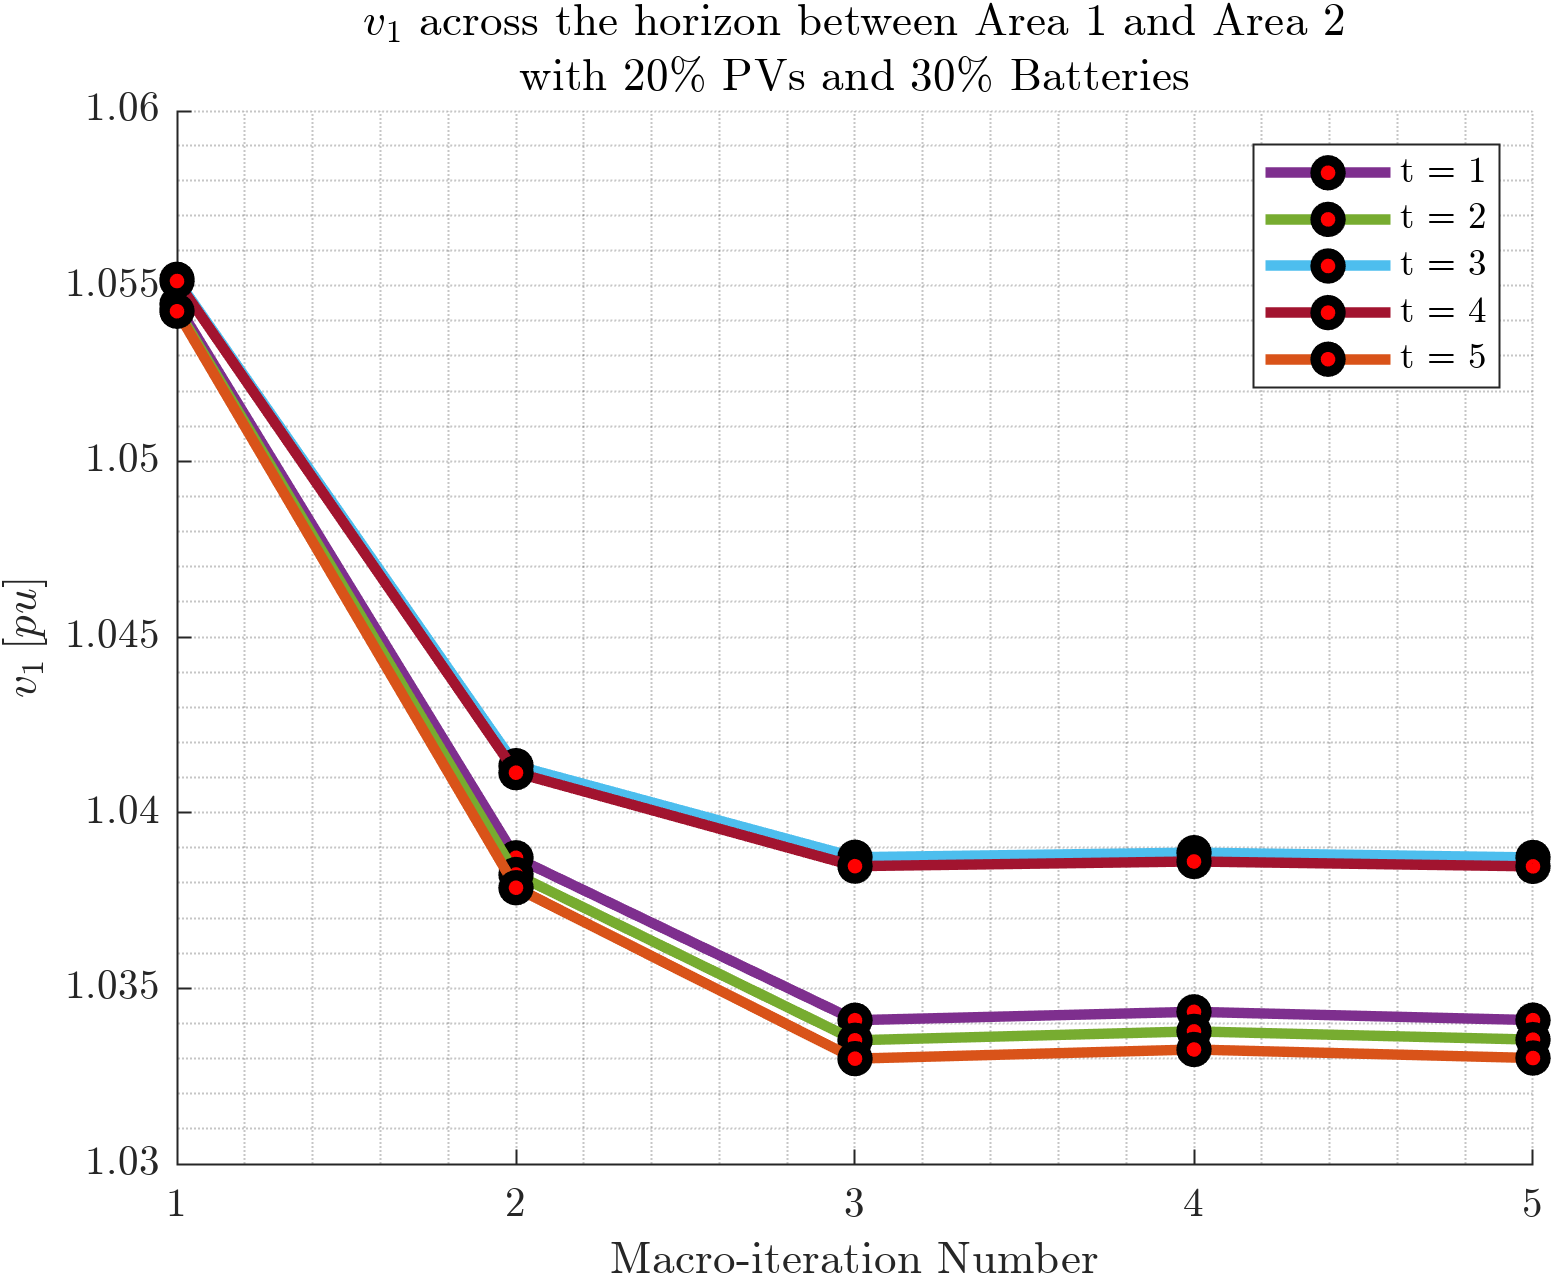 v₁ across the horizon between Area 1 and Area 2
with 20% PVs and 30% Batteries
1.06
1.055
1.05
1.045
1.04
1.035
1.03
v₁ [pu]
t = 1
t = 2
t = 3
t = 4
t = 5
1 2 3 4 5
Macro-iteration Number